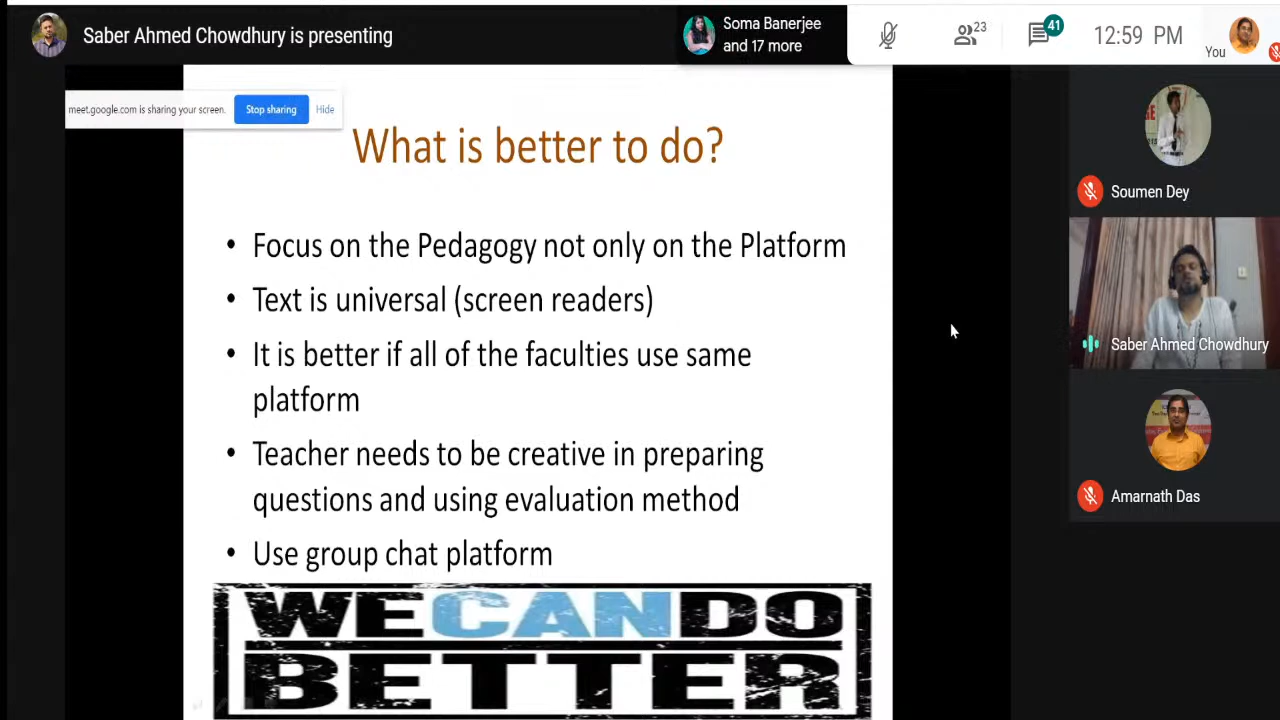 Saber Ahmed Chowdhury is presenting
Soma Banerjee
and 17 more
23
41
12:59 PM
You
meet.google.com is sharing your screen.
Stop sharing
Hide
What is better to do?
• Focus on the Pedagogy not only on the Platform
• Text is universal (screen readers)
• It is better if all of the faculties use same
platform
• Teacher needs to be creative in preparing
questions and using evaluation method
• Use group chat platform
WE CAN DO
BETTER
Soumen Dey
Saber Ahmed Chowdhury
Amarnath Das